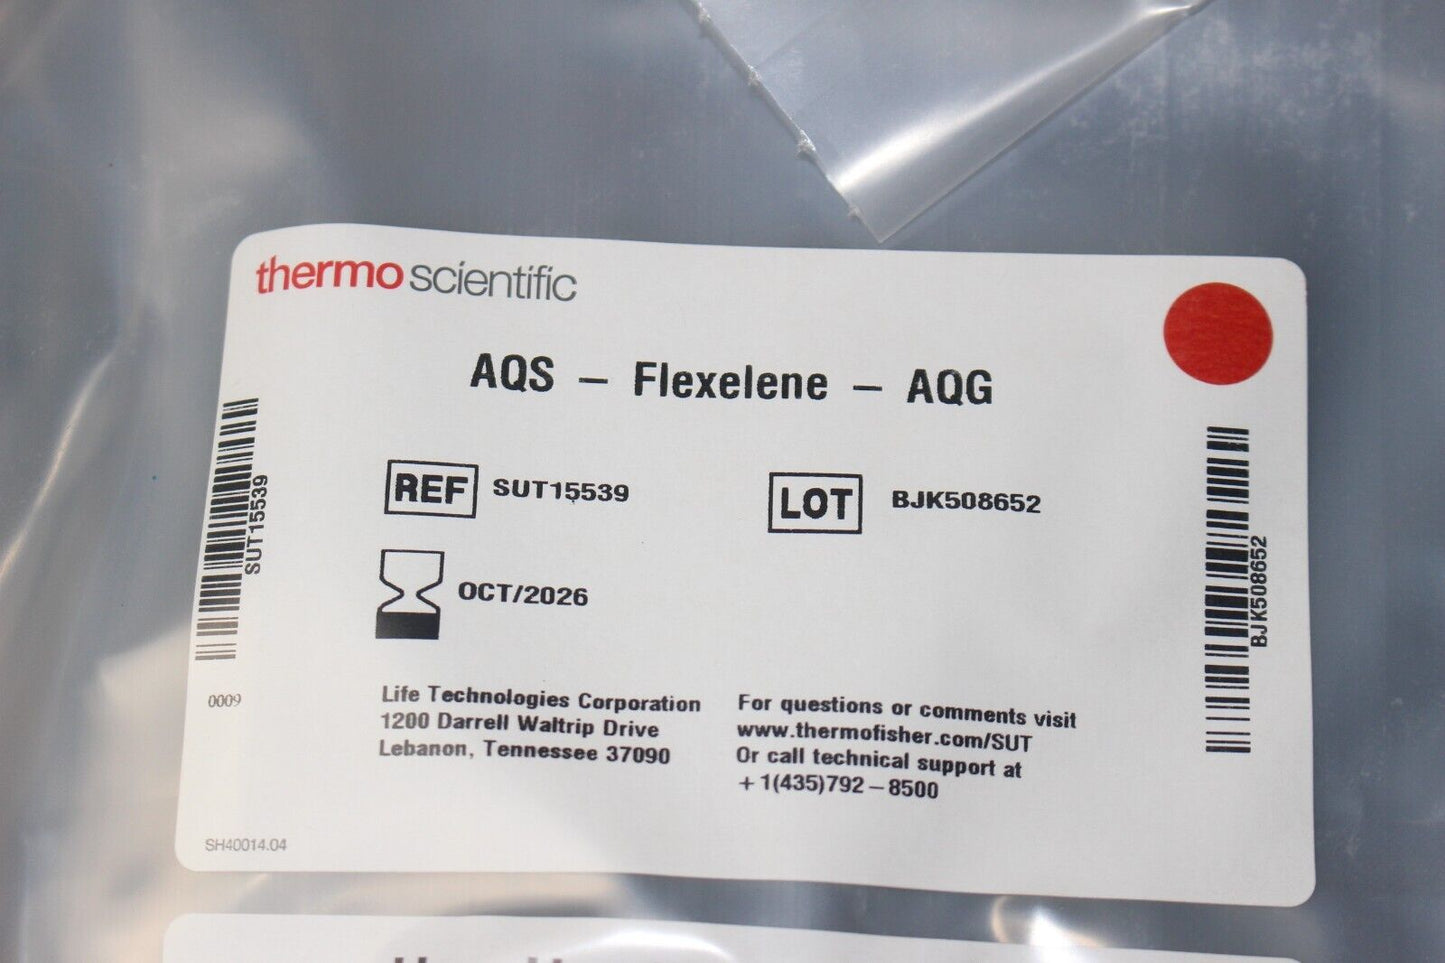 thermo scientific
AQS – Flexelene – AQG
REF SUT15539
LOT BJK508652
OCT/2026
SUT15539
BJK508652
0009
Life Technologies Corporation
1200 Darrell Waltrip Drive
Lebanon, Tennessee 37090
For questions or comments visit
www.thermofisher.com/SUT
Or call technical support at
+1(435)792–8500
SH40014.04